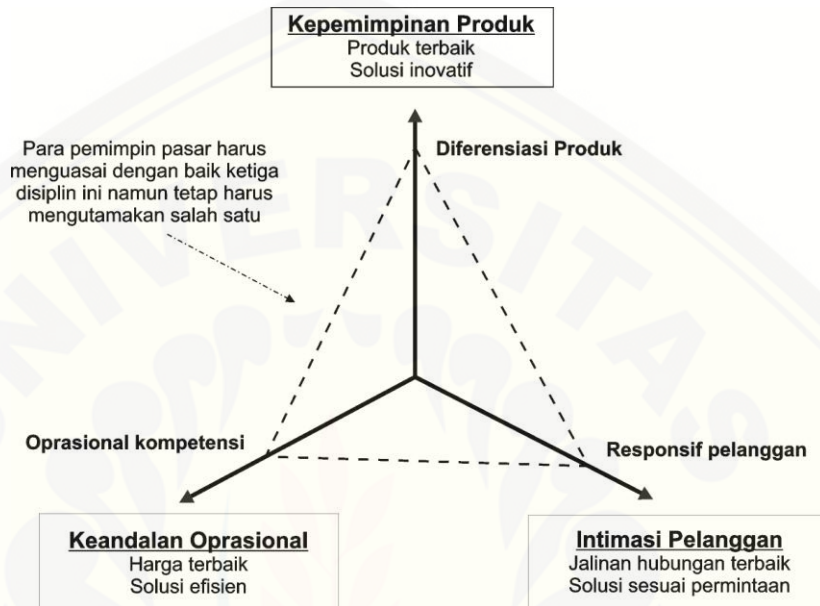 Kepemimpinan Produk
Produk terbaik
Solusi inovatif
Para pemimpin pasar harus
menguasai dengan baik ketiga
disiplin ini namun tetap harus
mengutamakan salah satu
Diferensiasi Produk
Oprasional kompetensi
Responsif pelanggan
Keandalan Oprasional
Harga terbaik
Solusi efisien
Intimasi Pelanggan
Jalinan hubungan terbaik
Solusi sesuai permintaan
UNIVERSITAS